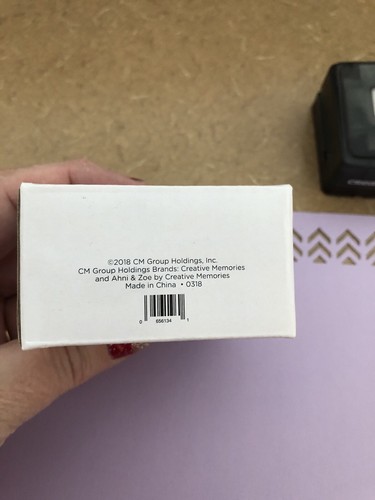 ©2018 CM Group Holdings, Inc.
CM Group Holdings Brands: Creative Memories
and Ahni & Zoe by Creative Memories
Made in China • 0318
0 656134 1